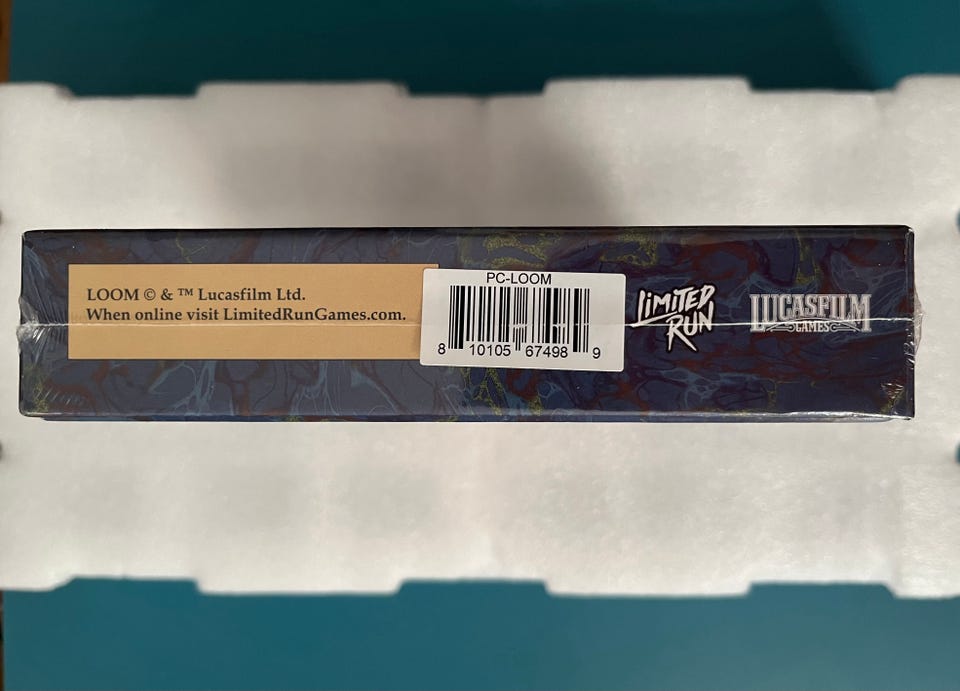 LOOM © & ™ Lucasfilm Ltd.
When online visit LimitedRunGames.com.
PC-LOOM
8 10105 67498 9
LIMITED
RUN
LUCASFILM
GAMES